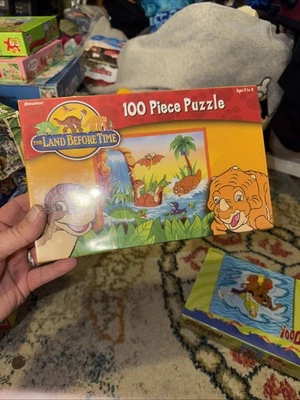 100 Piece Puzzle
THE LAND BEFORE TIME